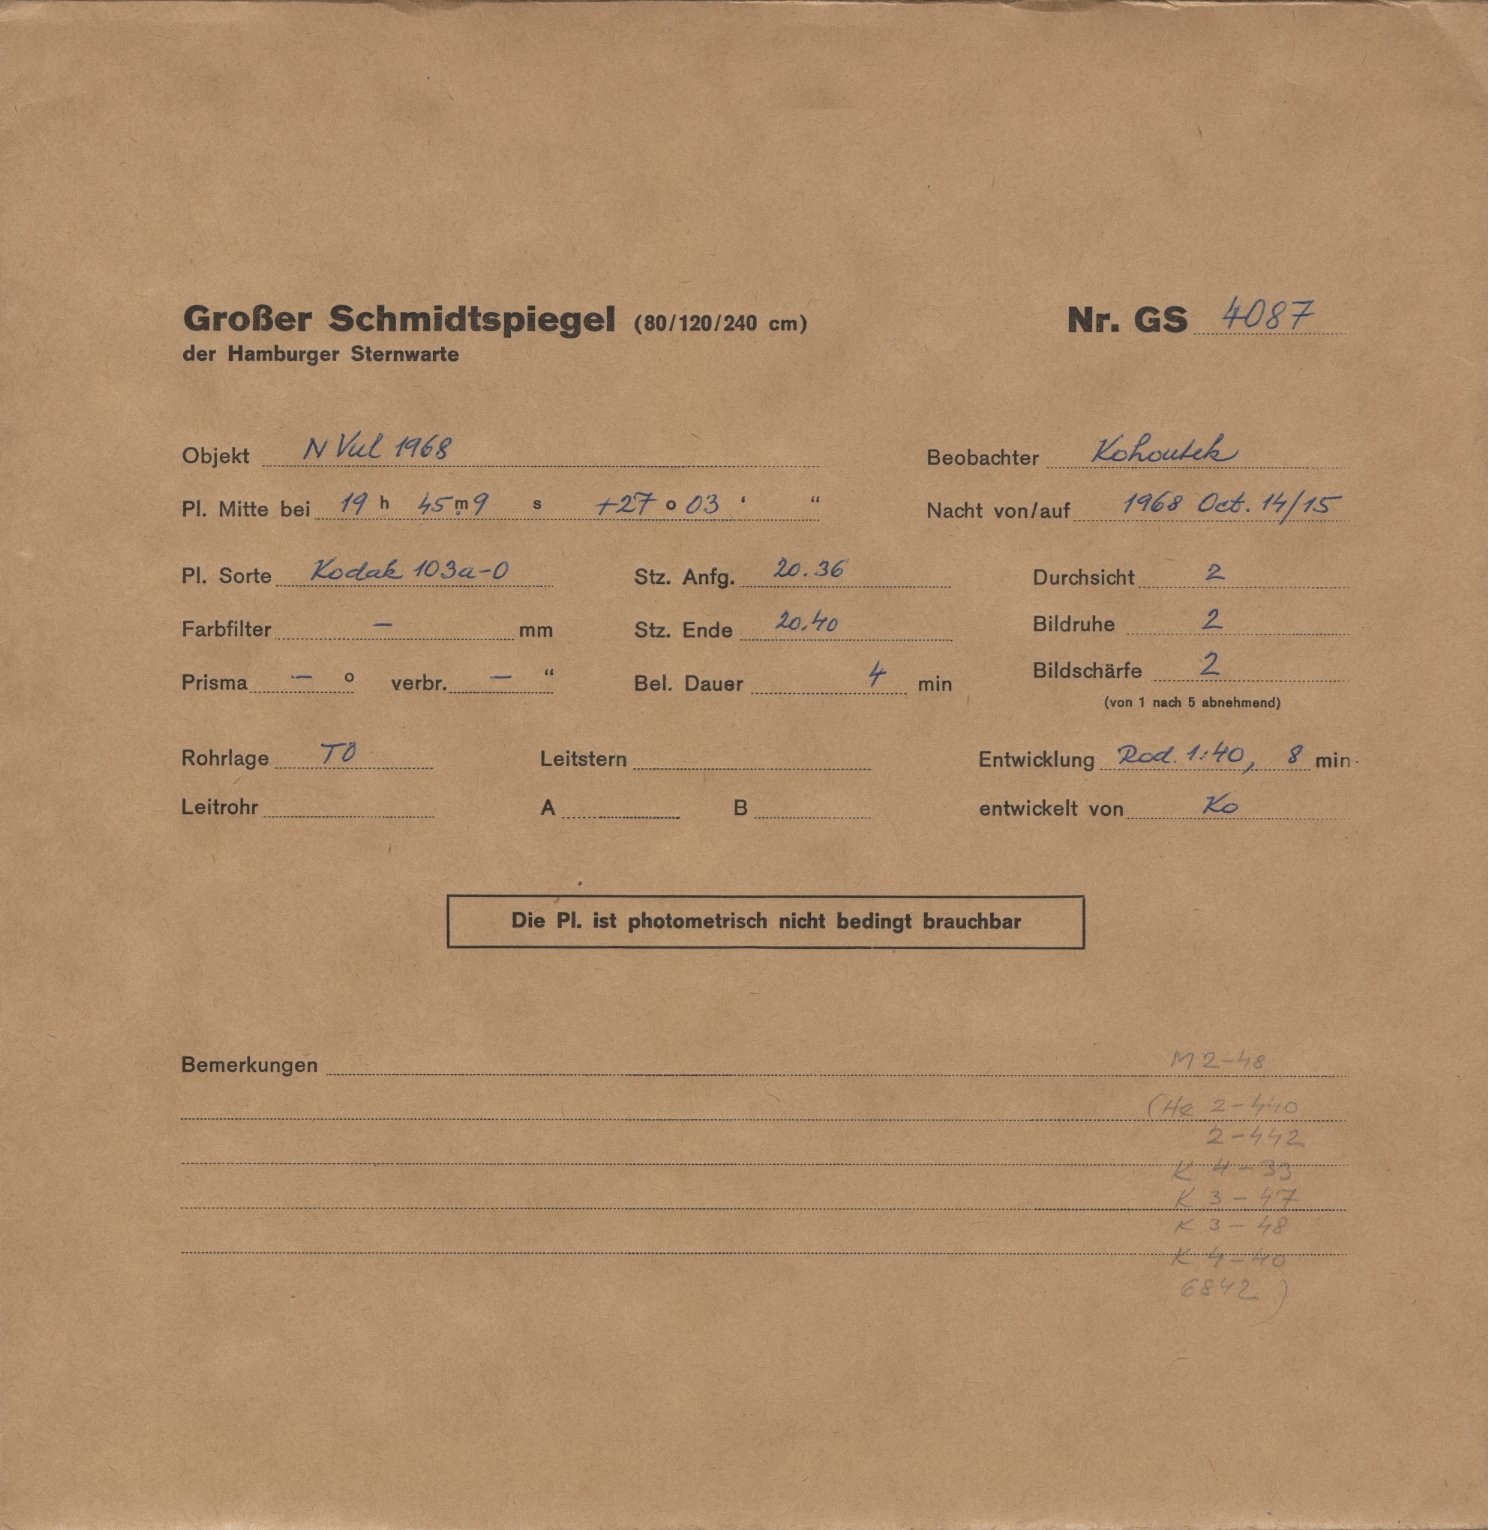 Großer Schmidtspiegel (80/120/240 cm) Nr. GS 4087
der Hamburger Sternwarte
Objekt N Vul 1968 Beobachter Kohoutek
Pl. Mitte bei 19 h 45 m 9 s +27 o 03 ' “ Nacht von/auf 1968 Oct. 14/15
Pl. Sorte Kodak 103a-O Stz. Anfg. 20.36 Durchsicht 2
Farbfilter — mm Stz. Ende 20.40 Bildruhe 2
Prisma — o verbr. — “ Bel. Dauer 4 min Bildschärfe 2
(von 1 nach 5 abnehmend)
Rohrlage TO Leitstern Entwicklung Rod. 1:40, 8 min.
Leitrohr A B entwickelt von Ko
Die Pl. ist photometrisch nicht bedingt brauchbar
Bemerkungen M 2-48
(He 2-440
2-442
K 4-33
K 3-47
K 3-48
K 4-40
6842)